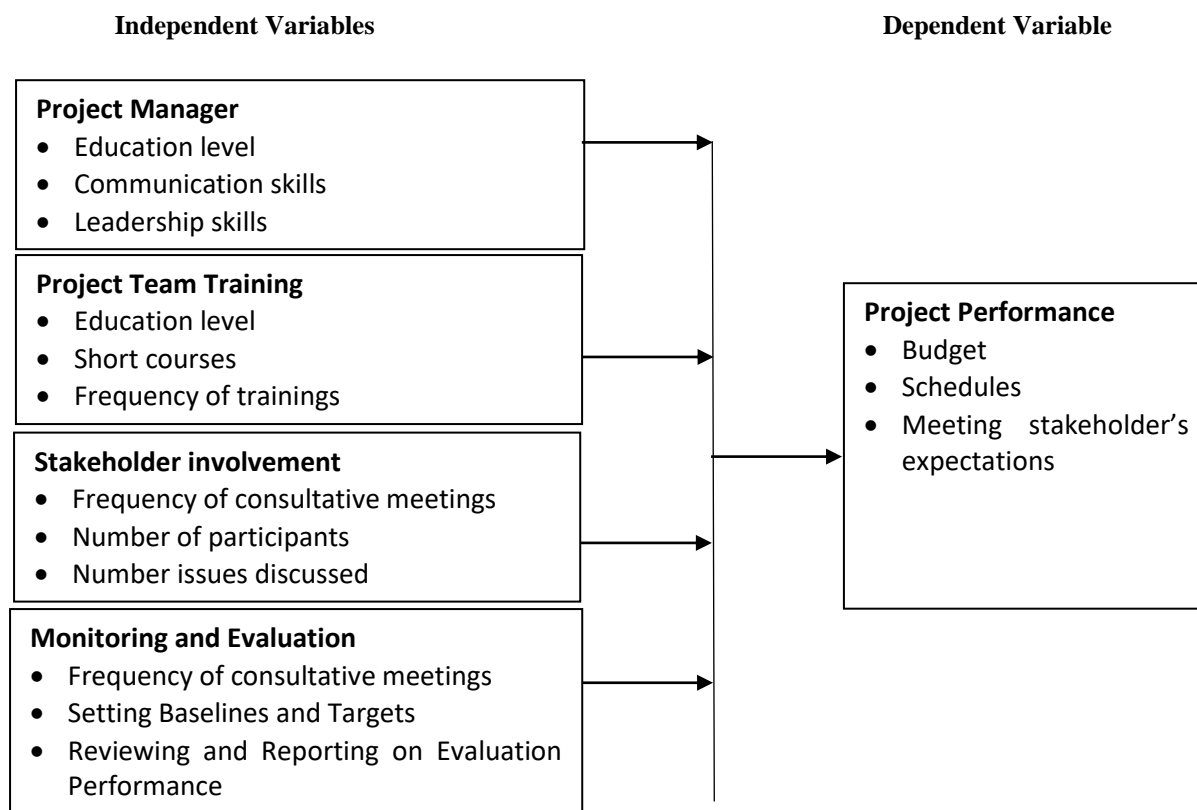 Independent Variables
Dependent Variable
Project Manager
• Education level
• Communication skills
• Leadership skills
Project Team Training
• Education level
• Short courses
• Frequency of trainings
Stakeholder involvement
• Frequency of consultative meetings
• Number of participants
• Number issues discussed
Monitoring and Evaluation
• Frequency of consultative meetings
• Setting Baselines and Targets
• Reviewing and Reporting on Evaluation
Performance
Project Performance
• Budget
• Schedules
• Meeting stakeholder’s
expectations